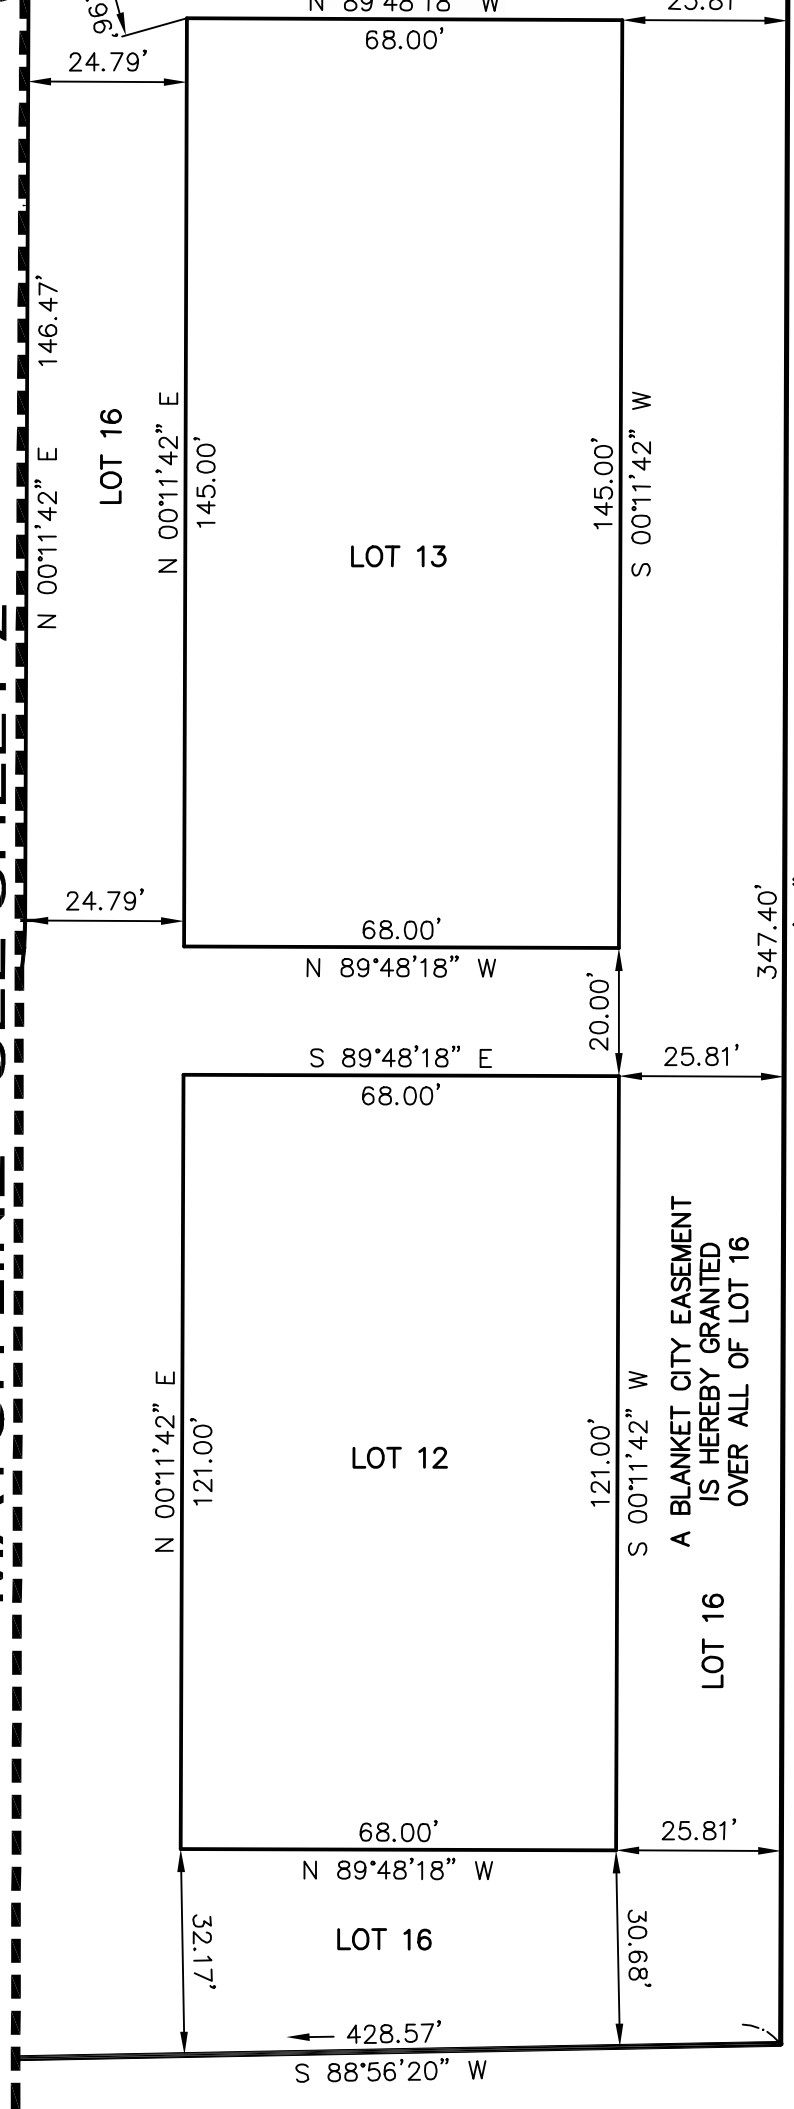 N 89°48'18" W
68.00'
24.79'
146.47'
N 00°11'42" E
LOT 16
N 00°11'42" E
145.00'
LOT 13
145.00'
S 00°11'42" W
24.79'
68.00'
N 89°48'18" W
20.00'
347.40'
S 89°48'18" E
68.00'
25.81'
N 00°11'42" E
121.00'
LOT 12
121.00'
S 00°11'42" W
A BLANKET CITY EASEMENT
IS HEREBY GRANTED
OVER ALL OF LOT 16
LOT 16
68.00'
N 89°48'18" W
25.81'
32.17'
LOT 16
30.68'
428.57'
S 88°56'20" W